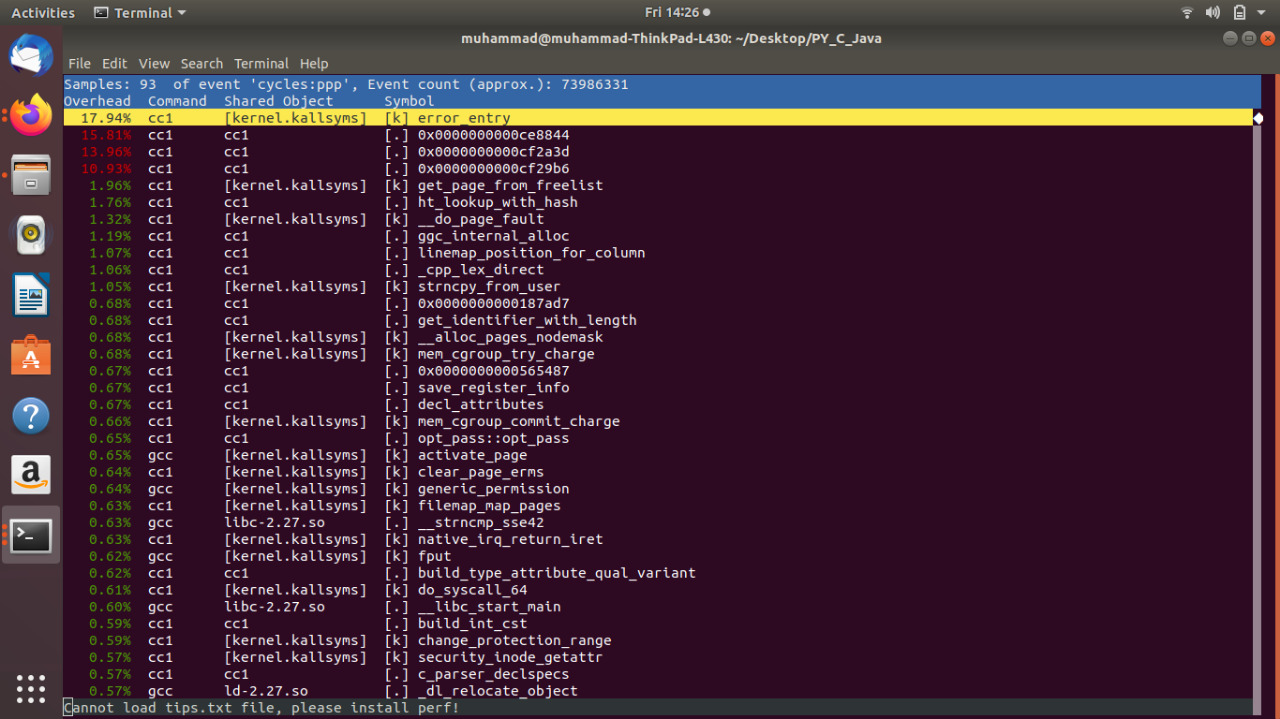 Activities Terminal Fri 14:26
muhammad@muhammad-ThinkPad-L430: ~/Desktop/PY_C_Java
File Edit View Search Terminal Help
Samples: 93  of event 'cycles:ppp', Event count (approx.): 73986331
Overhead  Command  Shared Object      Symbol
17.94%  cc1      [kernel.kallsyms]  [k] error_entry
15.81%  cc1      cc1                [.] 0x0000000000ce8844
13.96%  cc1      cc1                [.] 0x0000000000cf2a3d
10.93%  cc1      cc1                [.] 0x0000000000cf29b6
1.96%  cc1      [kernel.kallsyms]  [k] get_page_from_freelist
1.76%  cc1      cc1                [.] ht_lookup_with_hash
1.32%  cc1      [kernel.kallsyms]  [k] __do_page_fault
1.19%  cc1      cc1                [.] ggc_internal_alloc
1.07%  cc1      cc1                [.] linemap_position_for_column
1.06%  cc1      cc1                [.] _cpp_lex_direct
1.05%  cc1      [kernel.kallsyms]  [k] strncpy_from_user
0.68%  cc1      cc1                [.] 0x0000000000187ad7
0.68%  cc1      cc1                [.] get_identifier_with_length
0.68%  cc1      [kernel.kallsyms]  [k] __alloc_pages_nodemask
0.68%  cc1      [kernel.kallsyms]  [k] mem_cgroup_try_charge
0.67%  cc1      cc1                [.] 0x0000000000565487
0.67%  cc1      cc1                [.] save_register_info
0.67%  cc1      cc1                [.] decl_attributes
0.66%  cc1      [kernel.kallsyms]  [k] mem_cgroup_commit_charge
0.65%  cc1      cc1                [.] opt_pass::opt_pass
0.65%  gcc      [kernel.kallsyms]  [k] activate_page
0.64%  cc1      [kernel.kallsyms]  [k] clear_page_erms
0.64%  gcc      [kernel.kallsyms]  [k] generic_permission
0.63%  cc1      [kernel.kallsyms]  [k] filemap_map_pages
0.63%  gcc      libc-2.27.so       [.] __strncmp_sse42
0.63%  cc1      [kernel.kallsyms]  [k] native_irq_return_iret
0.62%  gcc      [kernel.kallsyms]  [k] fput
0.62%  cc1      cc1                [.] build_type_attribute_qual_variant
0.61%  cc1      [kernel.kallsyms]  [k] do_syscall_64
0.60%  gcc      libc-2.27.so       [.] __libc_start_main
0.59%  cc1      cc1                [.] build_int_cst
0.59%  cc1      [kernel.kallsyms]  [k] change_protection_range
0.57%  cc1      [kernel.kallsyms]  [k] security_inode_getattr
0.57%  cc1      cc1                [.] c_parser_declspecs
0.57%  gcc      ld-2.27.so         [.] _dl_relocate_object
Cannot load tips.txt file, please install perf!